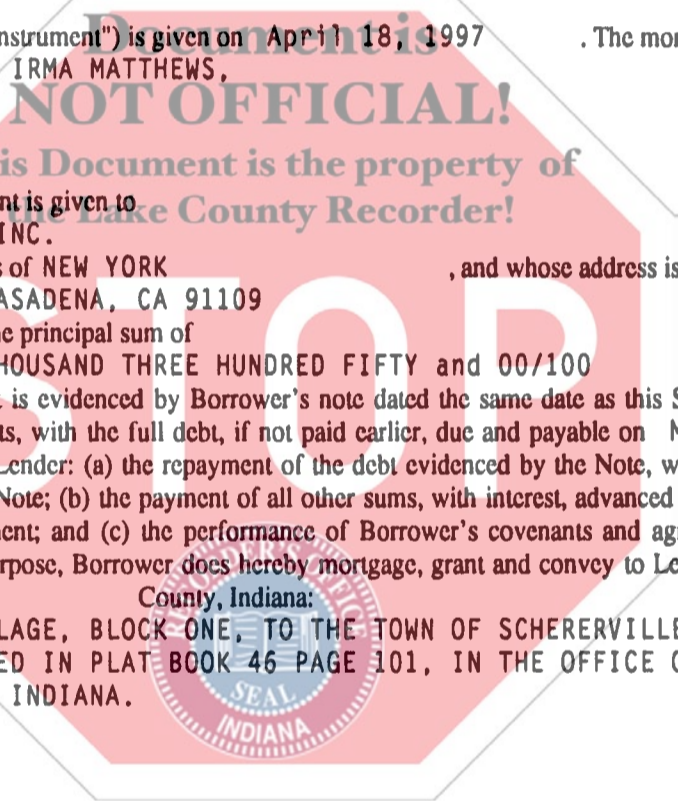 nstrument") is given on April 18, 1997 . The mor
Document is
IRMA MATTHEWS,
NOT OFFICIAL!
is Document is the property of
nt is given to
the Lake County Recorder!
INC.
s of NEW YORK , and whose address is
ASADENA, CA 91109
e principal sum of
STOP
HOUSAND THREE HUNDRED FIFTY and 00/100
is evidenced by Borrower's note dated the same date as this S
ts, with the full debt, if not paid earlier, due and payable on
Lender: (a) the repayment of the debt evidenced by the Note, w
Note; (b) the payment of all other sums, with interest, advanced
ent; and (c) the performance of Borrower's covenants and ag
rpose, Borrower does hereby mortgage, grant and convey to Le
County, Indiana:
LAGE, BLOCK ONE, TO THE TOWN OF SCHERERVILLE
ED IN PLAT BOOK 46 PAGE 101, IN THE OFFICE O
INDIANA.
RECORDER'S OFFICE
SEAL
INDIANA